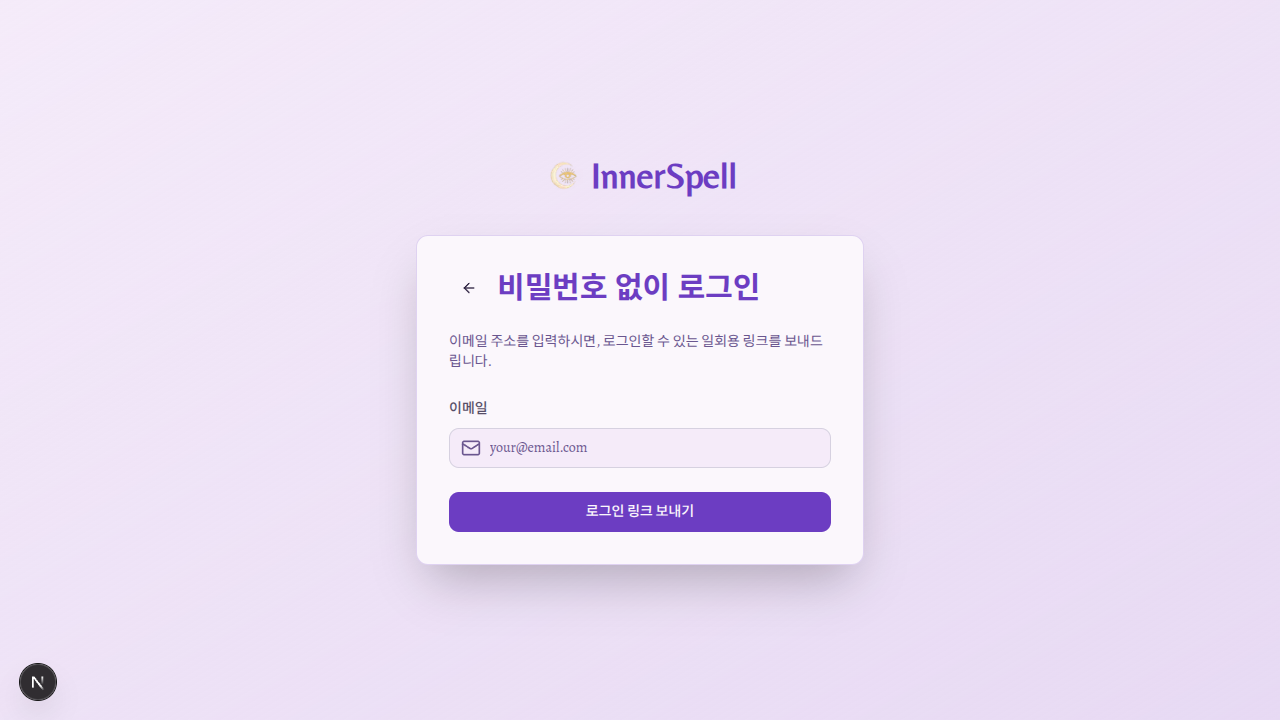 InnerSpell
비밀번호 없이 로그인
이메일 주소를 입력하시면, 로그인할 수 있는 일회용 링크를 보내드
립니다.
이메일
your@email.com
로그인 링크 보내기
N